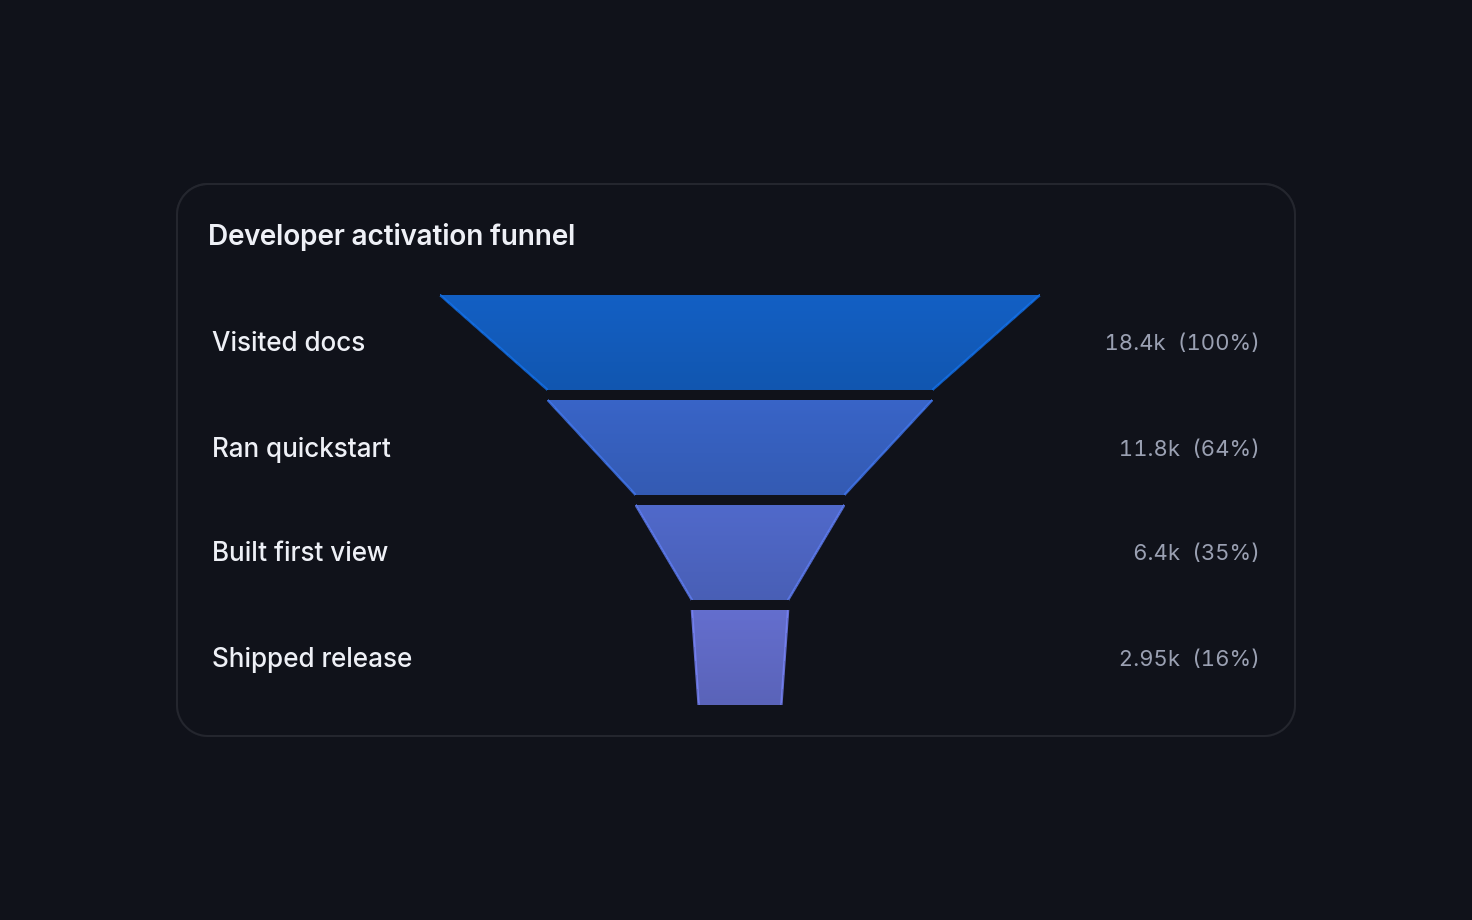 Developer activation funnel
Visited docs 18.4k (100%)
Ran quickstart 11.8k (64%)
Built first view 6.4k (35%)
Shipped release 2.95k (16%)